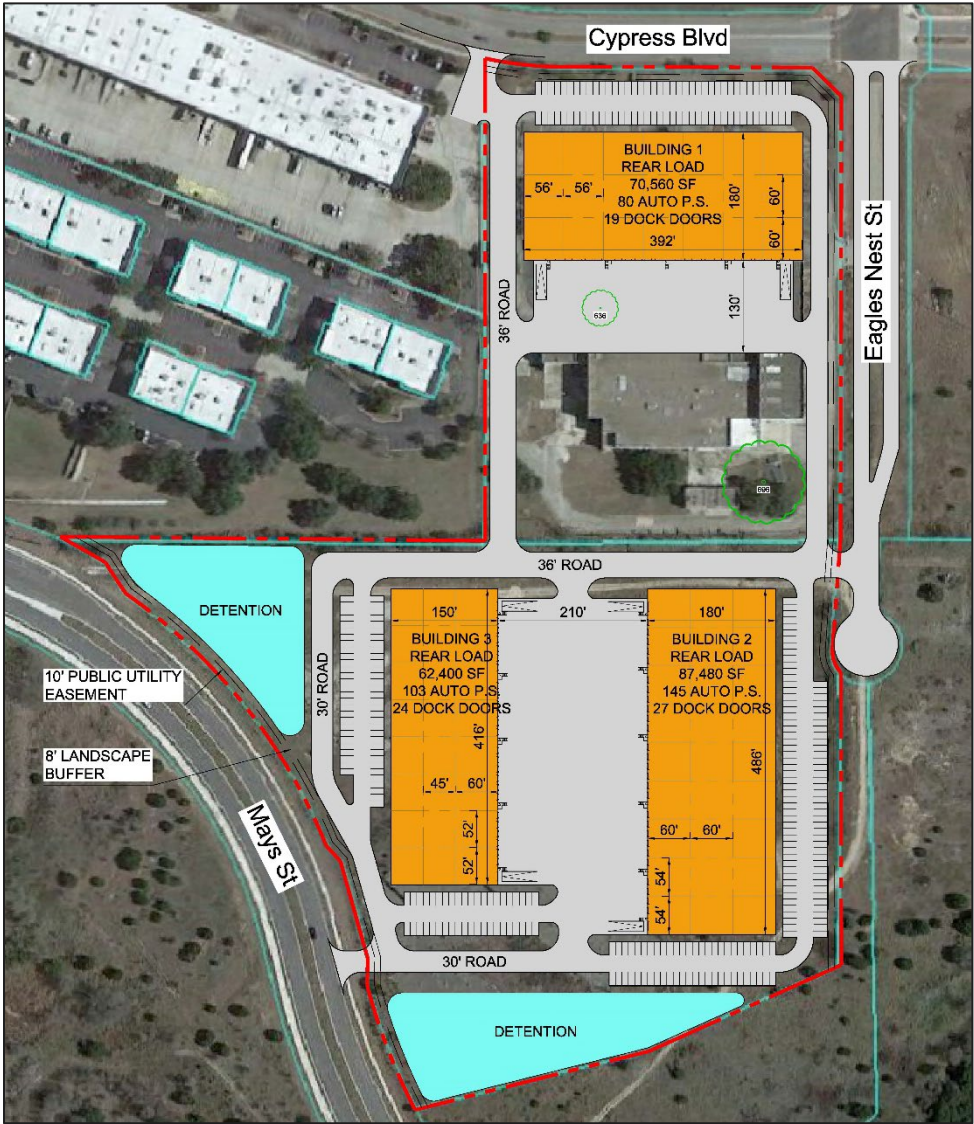 Cypress Blvd
BUILDING 1
REAR LOAD
70,560 SF
80 AUTO P.S.
19 DOCK DOORS
56'
56'
180'
60'
60'
392'
130'
36' ROAD
636
Eagles Nest St
696
36' ROAD
DETENTION
10' PUBLIC UTILITY
EASEMENT
8' LANDSCAPE
BUFFER
Mays St
30' ROAD
150'
BUILDING 3
REAR LOAD
62,400 SF
103 AUTO P.S.
24 DOCK DOORS
416'
45'
60'
52'
52'
210'
180'
BUILDING 2
REAR LOAD
87,480 SF
145 AUTO P.S.
27 DOCK DOORS
486'
60'
60'
54'
54'
30' ROAD
DETENTION